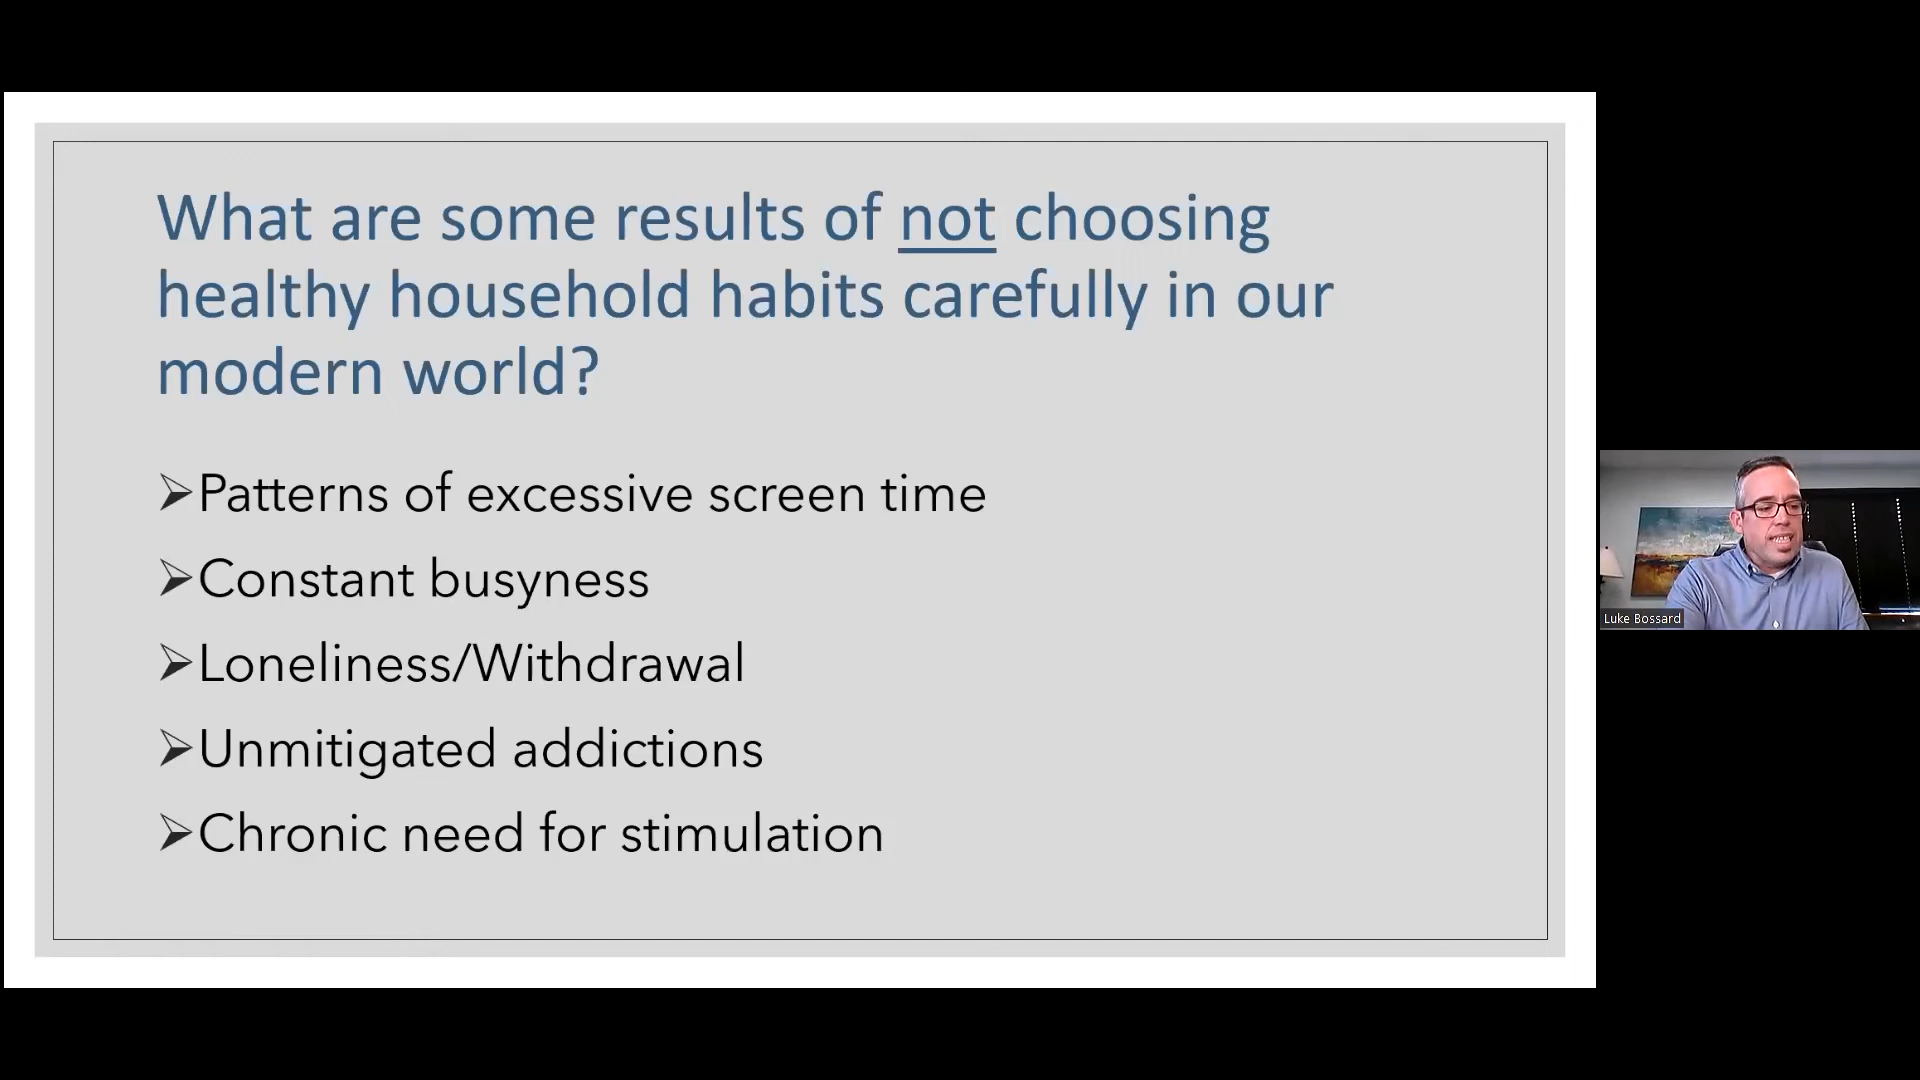 What are some results of not choosing
healthy household habits carefully in our
modern world?
➢Patterns of excessive screen time
➢Constant busyness
➢Loneliness/Withdrawal
➢Unmitigated addictions
➢Chronic need for stimulation
Luke Bossard